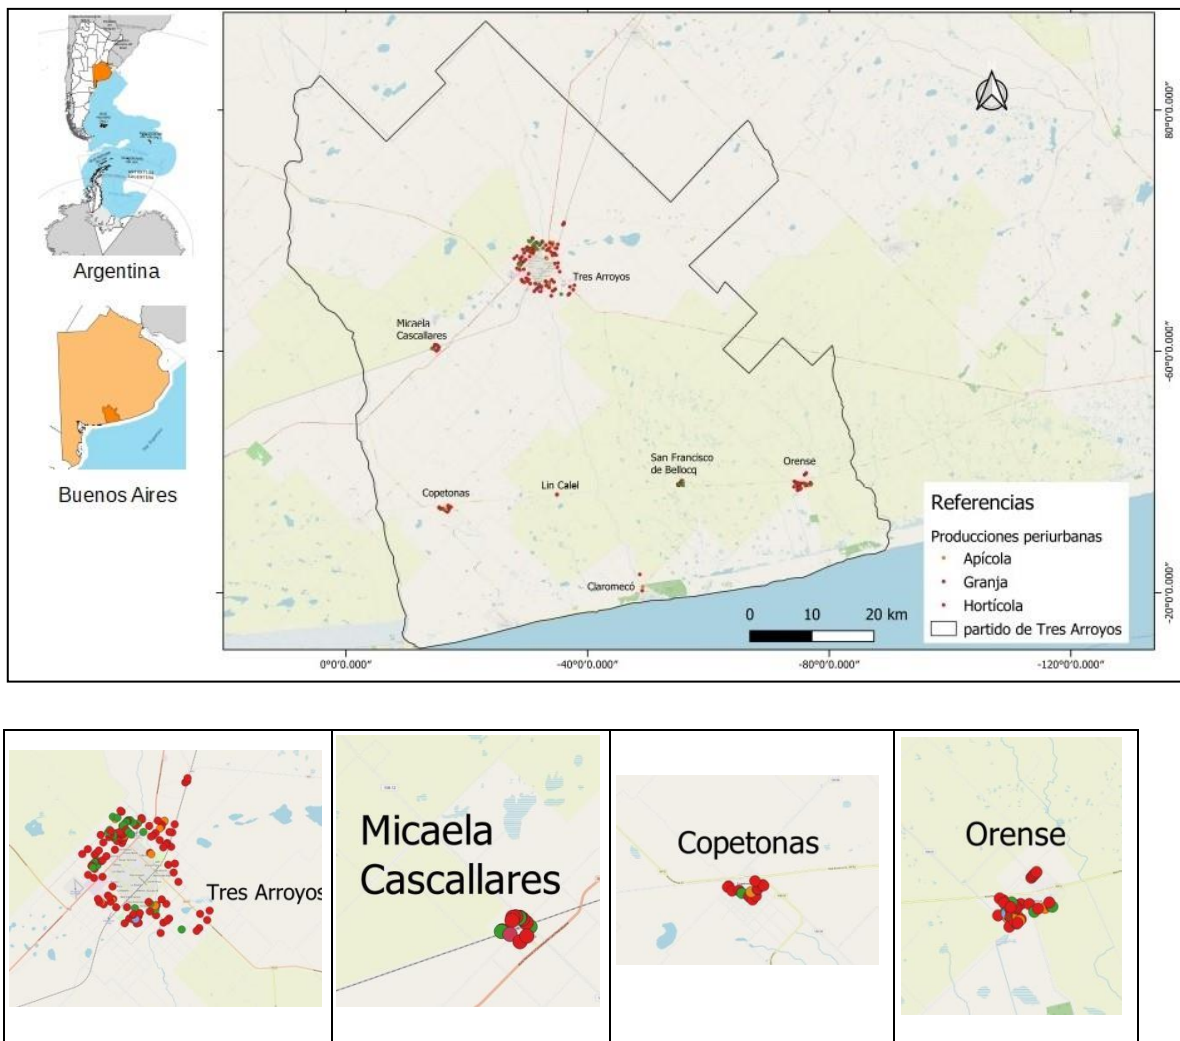 Argentina
Buenos Aires
Tres Arroyos
Micaela
Cascallares
San Francisco
de Bellocq
Orense
Lin Calel
Copetonas
Claromecó
0 10 20 km
Referencias
Producciones periurbanas
Apícola
Granja
Hortícola
partido de Tres Arroyos
80°0'0.000"
-60°0'0.000"
-20°0'0.000"
0°0'0.000"
-40°0'0.000"
-80°0'0.000"
-120°0'0.000"
Tres Arroyos
Micaela
Cascallares
Copetonas
Orense